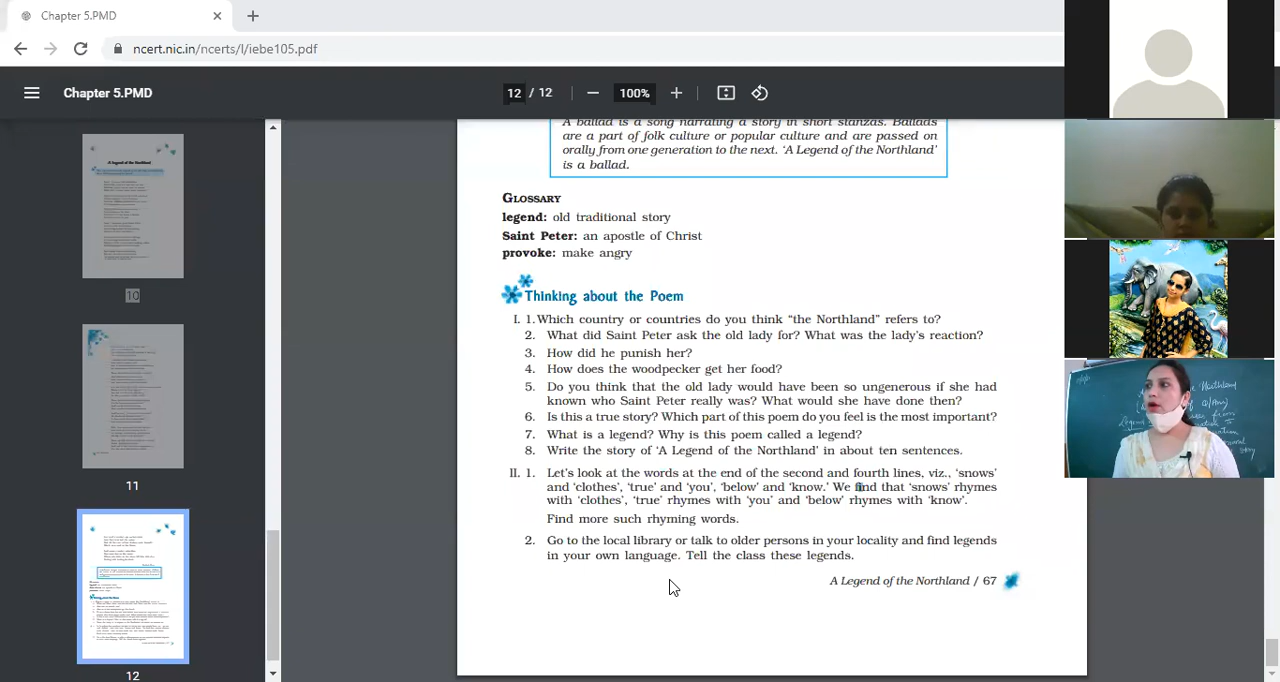 Chapter 5.PMD
ncert.nic.in/ncerts/l/iebe105.pdf
Chapter 5.PMD
12 / 12
100%
A Legend of the Northland
10
11
12
A ballad is a song narrating a story in short stanzas. Ballads
are a part of folk culture or popular culture and are passed on
orally from one generation to the next. ‘A Legend of the Northland’
is a ballad.
GLOSSARY
legend: old traditional story
Saint Peter: an apostle of Christ
provoke: make angry
Thinking about the Poem
I. 1. Which country or countries do you think “the Northland” refers to?
2. What did Saint Peter ask the old lady for? What was the lady’s reaction?
3. How did he punish her?
4. How does the woodpecker get her food?
5. Do you think that the old lady would have been so ungenerous if she had
known who Saint Peter really was? What would she have done then?
6. Is this a true story? Which part of this poem do you feel is the most important?
7. What is a legend? Why is this poem called a legend?
8. Write the story of ‘A Legend of the Northland’ in about ten sentences.
II. 1. Let’s look at the words at the end of the second and fourth lines, viz., ‘snows’
and ‘clothes’, ‘true’ and ‘you’, ‘below’ and ‘know.’ We find that ‘snows’ rhymes
with ‘clothes’, ‘true’ rhymes with ‘you’ and ‘below’ rhymes with ‘know’.
Find more such rhyming words.
2. Go to the local library or talk to older persons in your locality and find legends
in your own language. Tell the class these legends.
A Legend of the Northland / 67
Northland
Legend
from